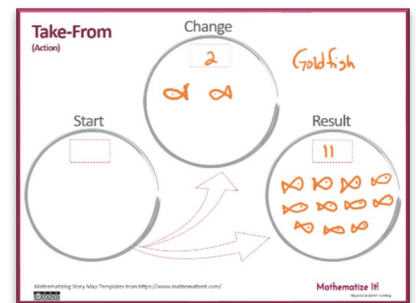 Take-From
(Action)
Change
2
Goldfish
Start
Result
11
Mathematizing Story Map Templates from https://www.mathematizeit.com/
Mathematize It!